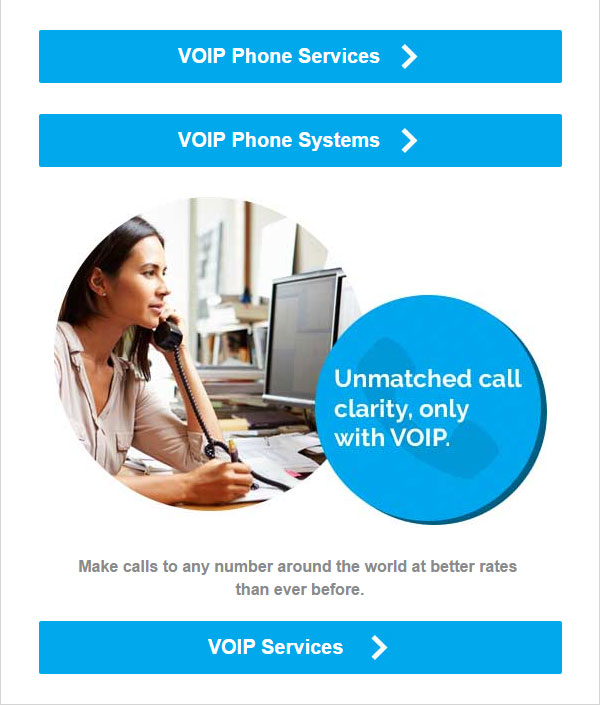 VOIP Phone Services
VOIP Phone Systems
Unmatched call
clarity, only
with VOIP.
Make calls to any number around the world at better rates
than ever before.
VOIP Services